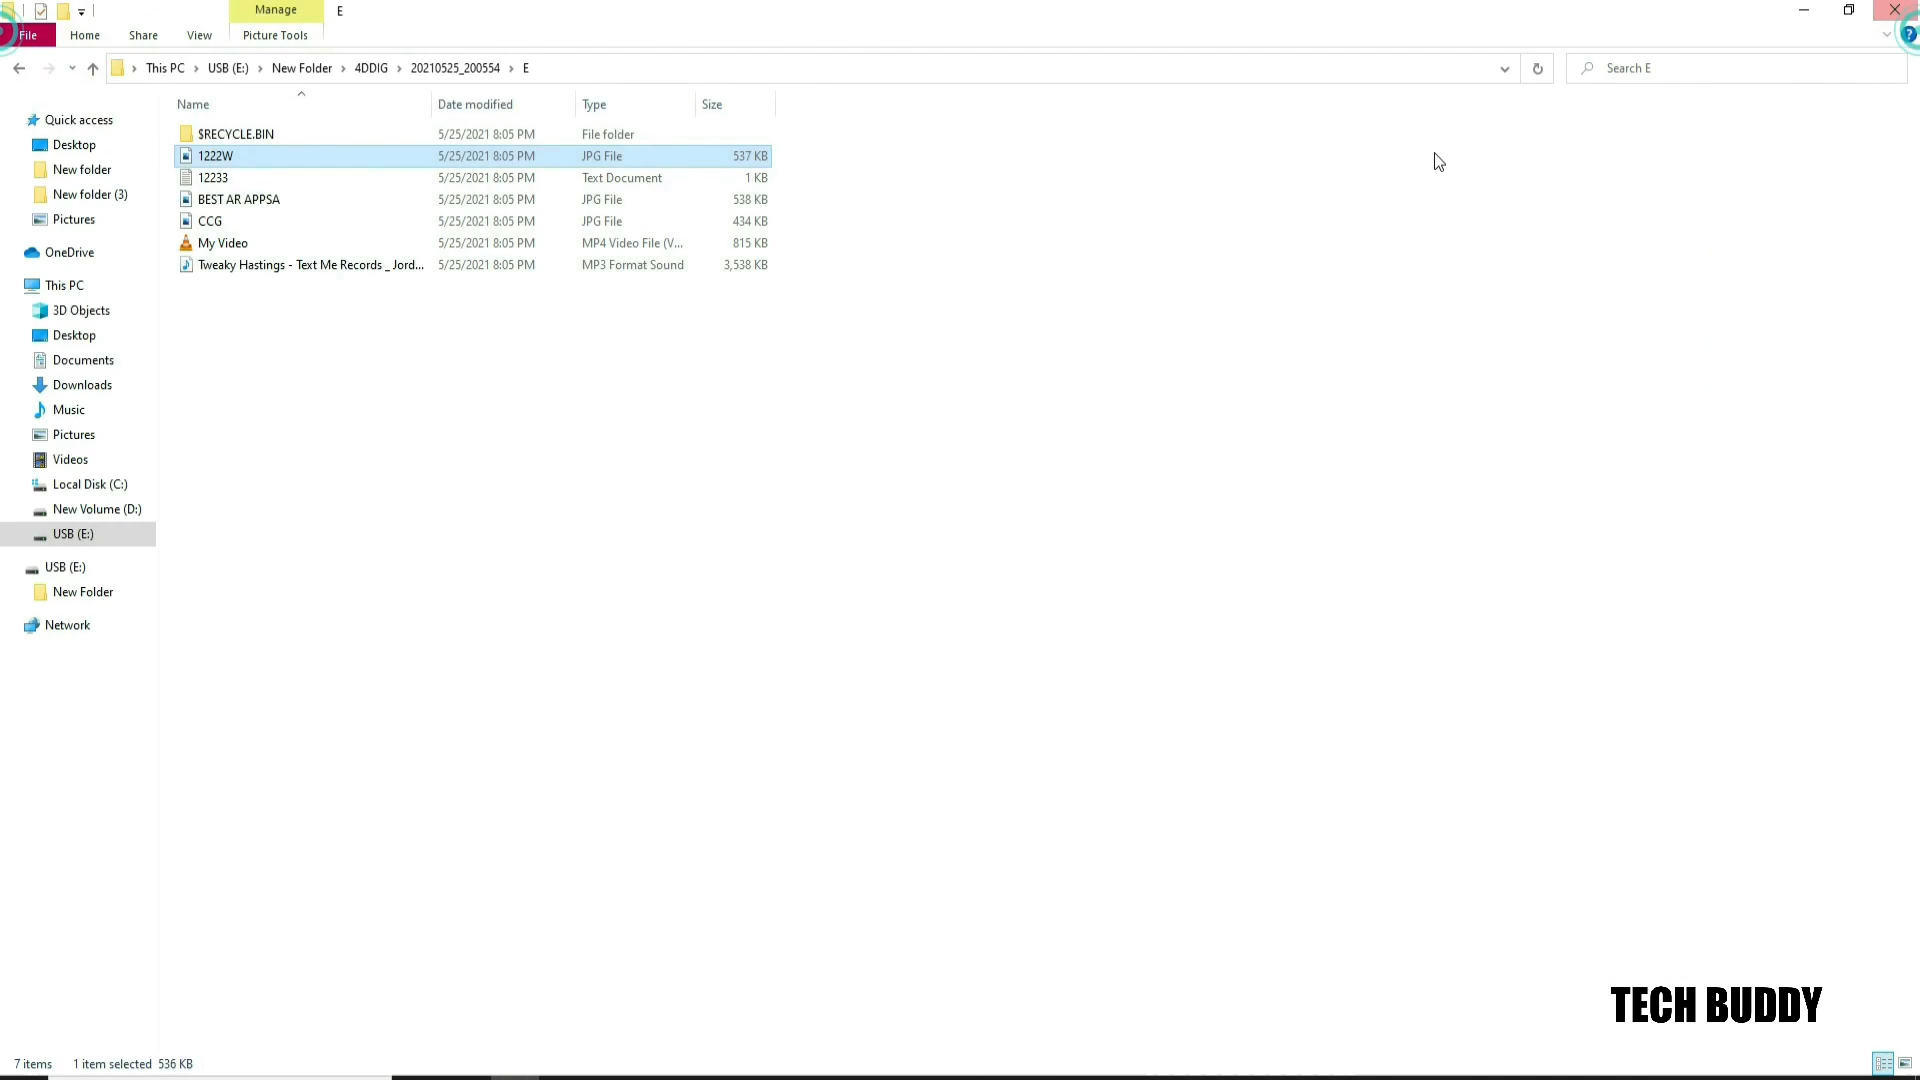 Manage
E
File
Home
Share
View
Picture Tools
This PC
USB (E:)
New Folder
4DDIG
20210525_200554
E
Search E
Name
Date modified
Type
Size
$RECYCLE.BIN 5/25/2021 8:05 PM File folder
1222W 5/25/2021 8:05 PM JPG File 537 KB
12233 5/25/2021 8:05 PM Text Document 1 KB
BEST AR APPSA 5/25/2021 8:05 PM JPG File 538 KB
CCG 5/25/2021 8:05 PM JPG File 434 KB
My Video 5/25/2021 8:05 PM MP4 Video File (V... 815 KB
Tweaky Hastings - Text Me Records _ Jord... 5/25/2021 8:05 PM MP3 Format Sound 3,538 KB
Quick access
Desktop
New folder
New folder (3)
Pictures
OneDrive
This PC
3D Objects
Desktop
Documents
Downloads
Music
Pictures
Videos
Local Disk (C:)
New Volume (D:)
USB (E:)
USB (E:)
New Folder
Network
TECH BUDDY
7 items
1 item selected 536 KB